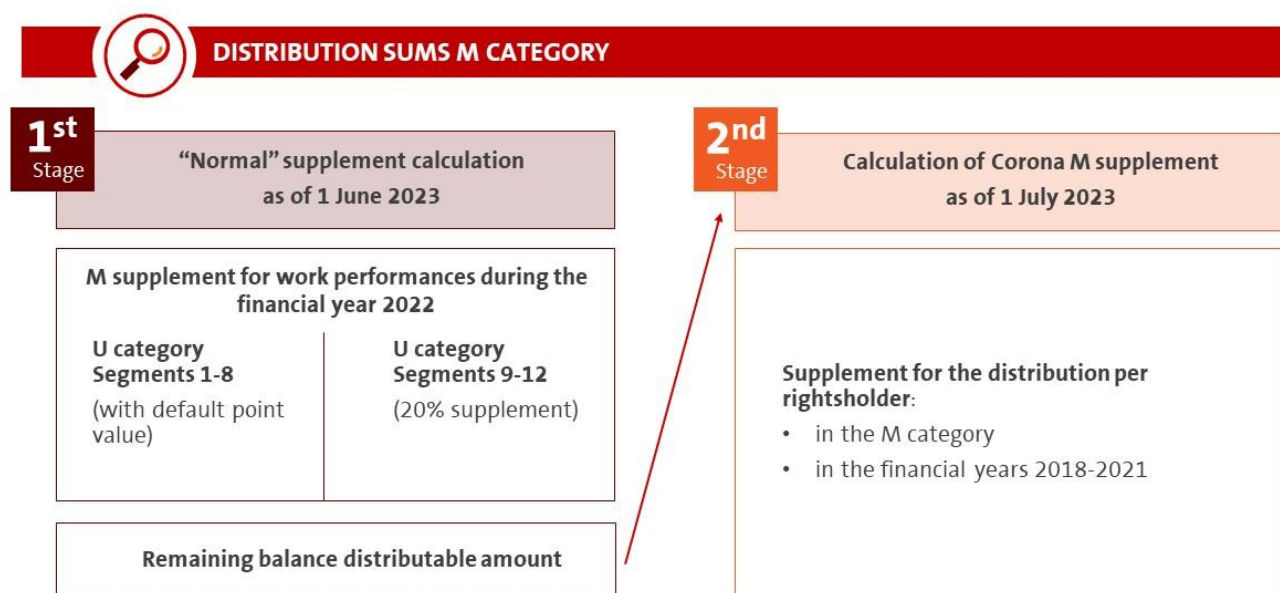 DISTRIBUTION SUMS M CATEGORY
1st
Stage
“Normal” supplement calculation
as of 1 June 2023
M supplement for work performances during the
financial year 2022
U category
Segments 1-8
(with default point
value)
U category
Segments 9-12
(20% supplement)
Remaining balance distributable amount
2nd
Stage
Calculation of Corona M supplement
as of 1 July 2023
Supplement for the distribution per
rightsholder:
• in the M category
• in the financial years 2018-2021